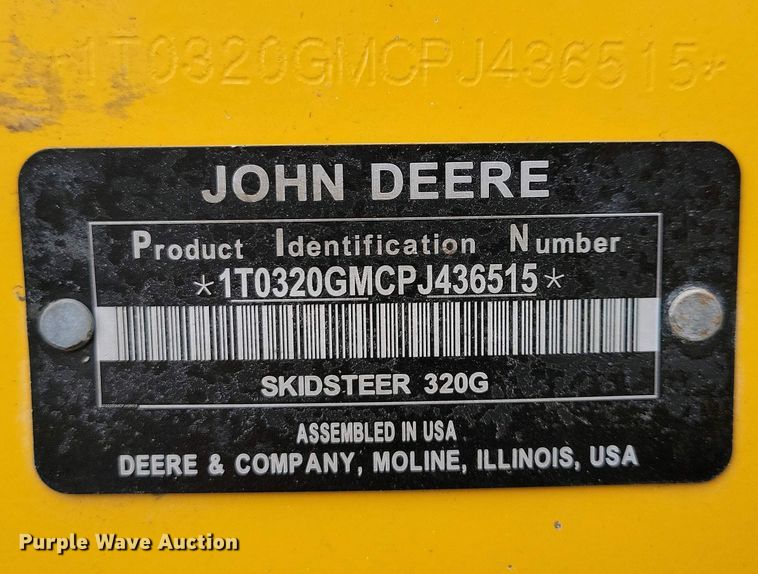 *1T0320GMCPJ436515*
JOHN DEERE
Product Identification Number
*1T0320GMCPJ436515*
SKIDSTEER 320G
ASSEMBLED IN USA
DEERE & COMPANY, MOLINE, ILLINOIS, USA
Purple Wave Auction